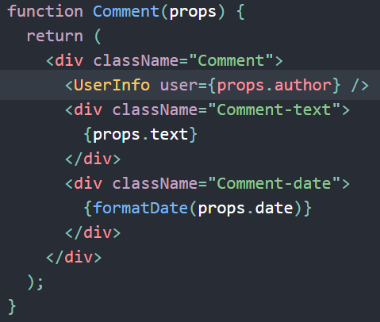 function Comment(props) {
  return (
    <div className="Comment">
      <UserInfo user={props.author} />
      <div className="Comment-text">
        {props.text}
      </div>
      <div className="Comment-date">
        {formatDate(props.date)}
      </div>
    </div>
  );
}